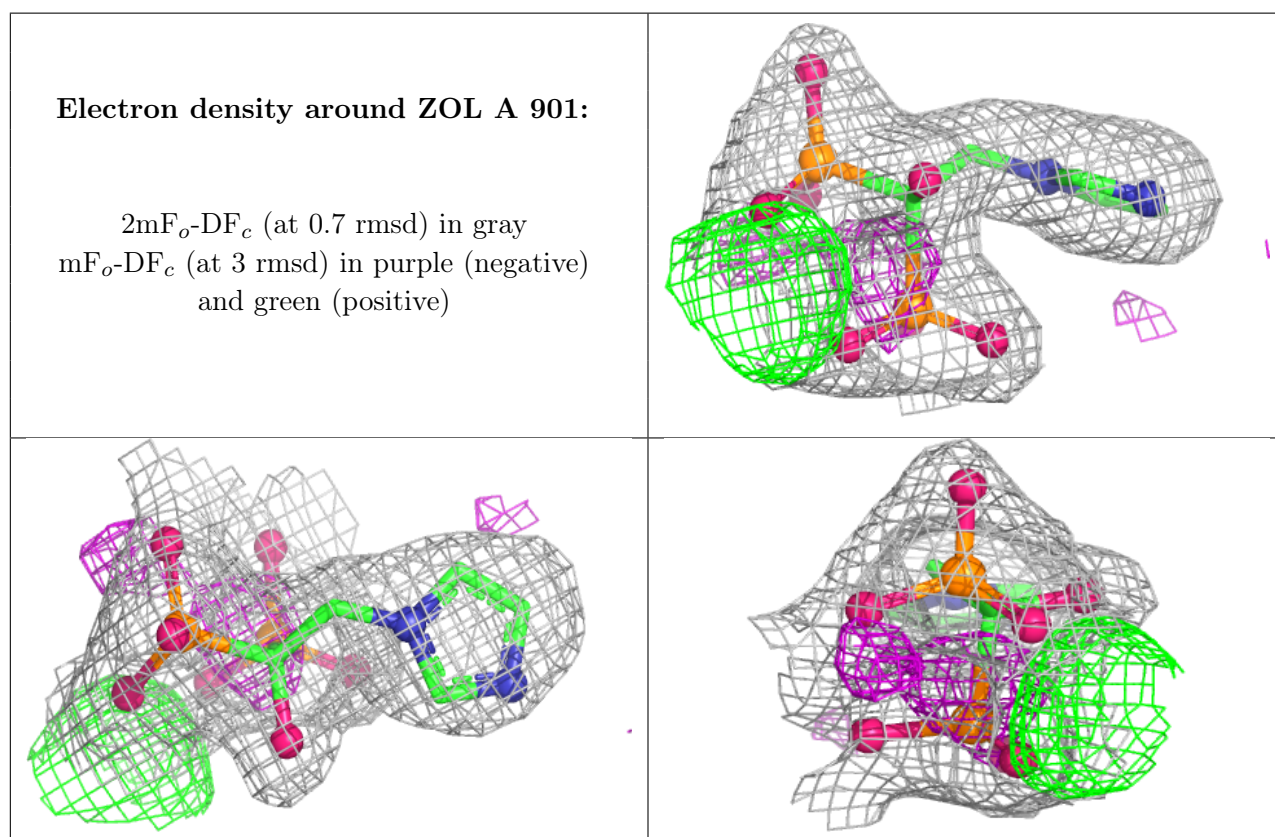 Electron density around ZOL A 901:
2mFo-DFc (at 0.7 rmsd) in gray
mFo-DFc (at 3 rmsd) in purple (negative)
and green (positive)